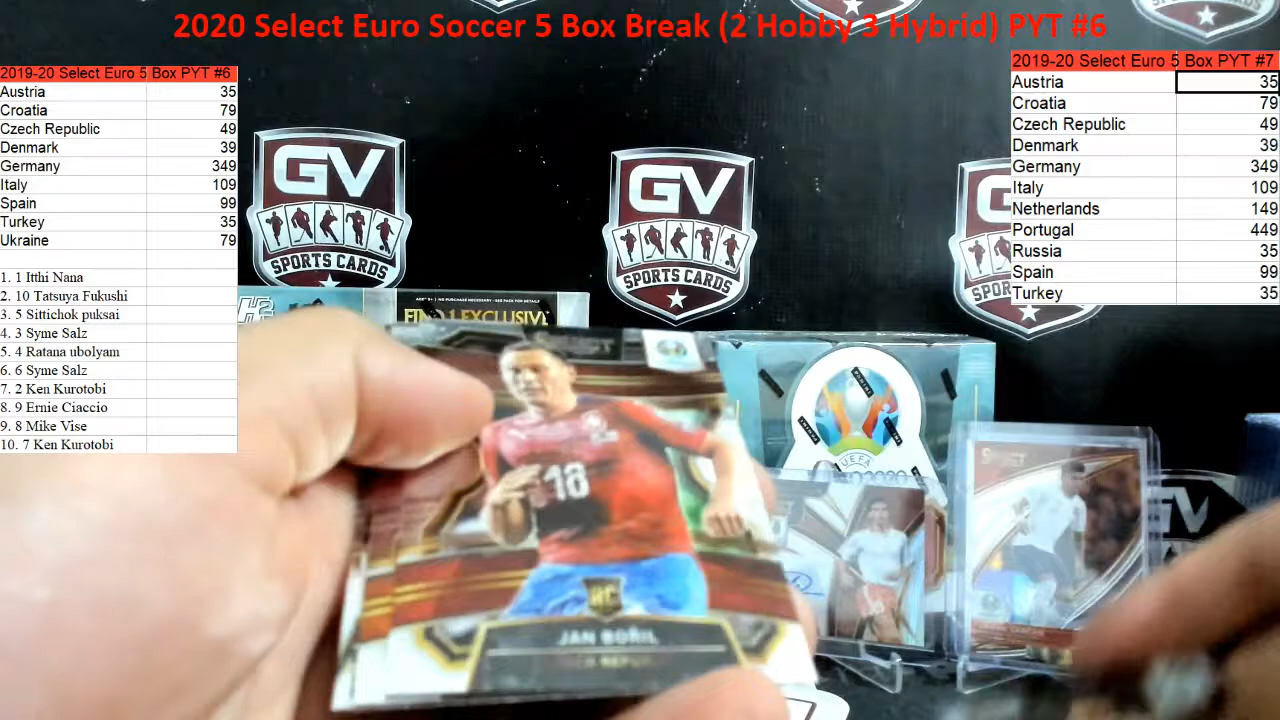 2020 Select Euro Soccer 5 Box Break (2 Hobby 3 Hybrid) PYT #6
2019-20 Select Euro 5 Box PYT #6
Austria 35
Croatia 79
Czech Republic 49
Denmark 39
Germany 349
Italy 109
Spain 99
Turkey 35
Ukraine 79
1. 1 Itthi Nana
2. 10 Tatsuya Fukushi
3. 5 Sittichok puksai
4. 3 Syme Salz
5. 4 Ratana ubolyam
6. 6 Syme Salz
7. 2 Ken Kurotobi
8. 9 Ernie Ciaccio
9. 8 Mike Vise
10. 7 Ken Kurotobi
2019-20 Select Euro 5 Box PYT #7
Austria 35
Croatia 79
Czech Republic 49
Denmark 39
Germany 349
Italy 109
Netherlands 149
Portugal 449
Russia 35
Spain 99
Turkey 35
GV
SPORTS CARDS
GV
SPORTS CARDS
G
SPOR
18
RC
JAN BOŘIL
UEFA
GV